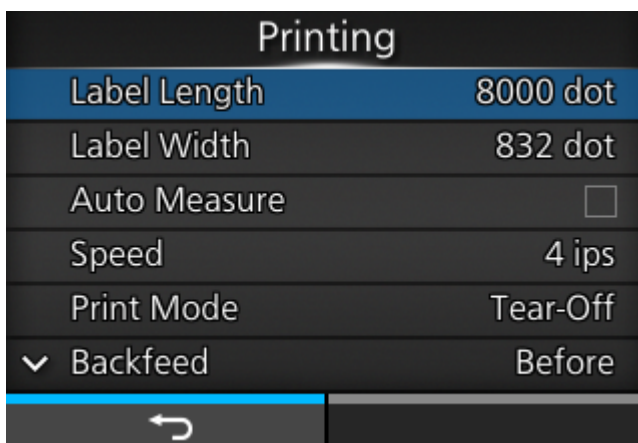 Printing
Label Length 8000 dot
Label Width 832 dot
Auto Measure
Speed 4 ips
Print Mode Tear-Off
Backfeed Before